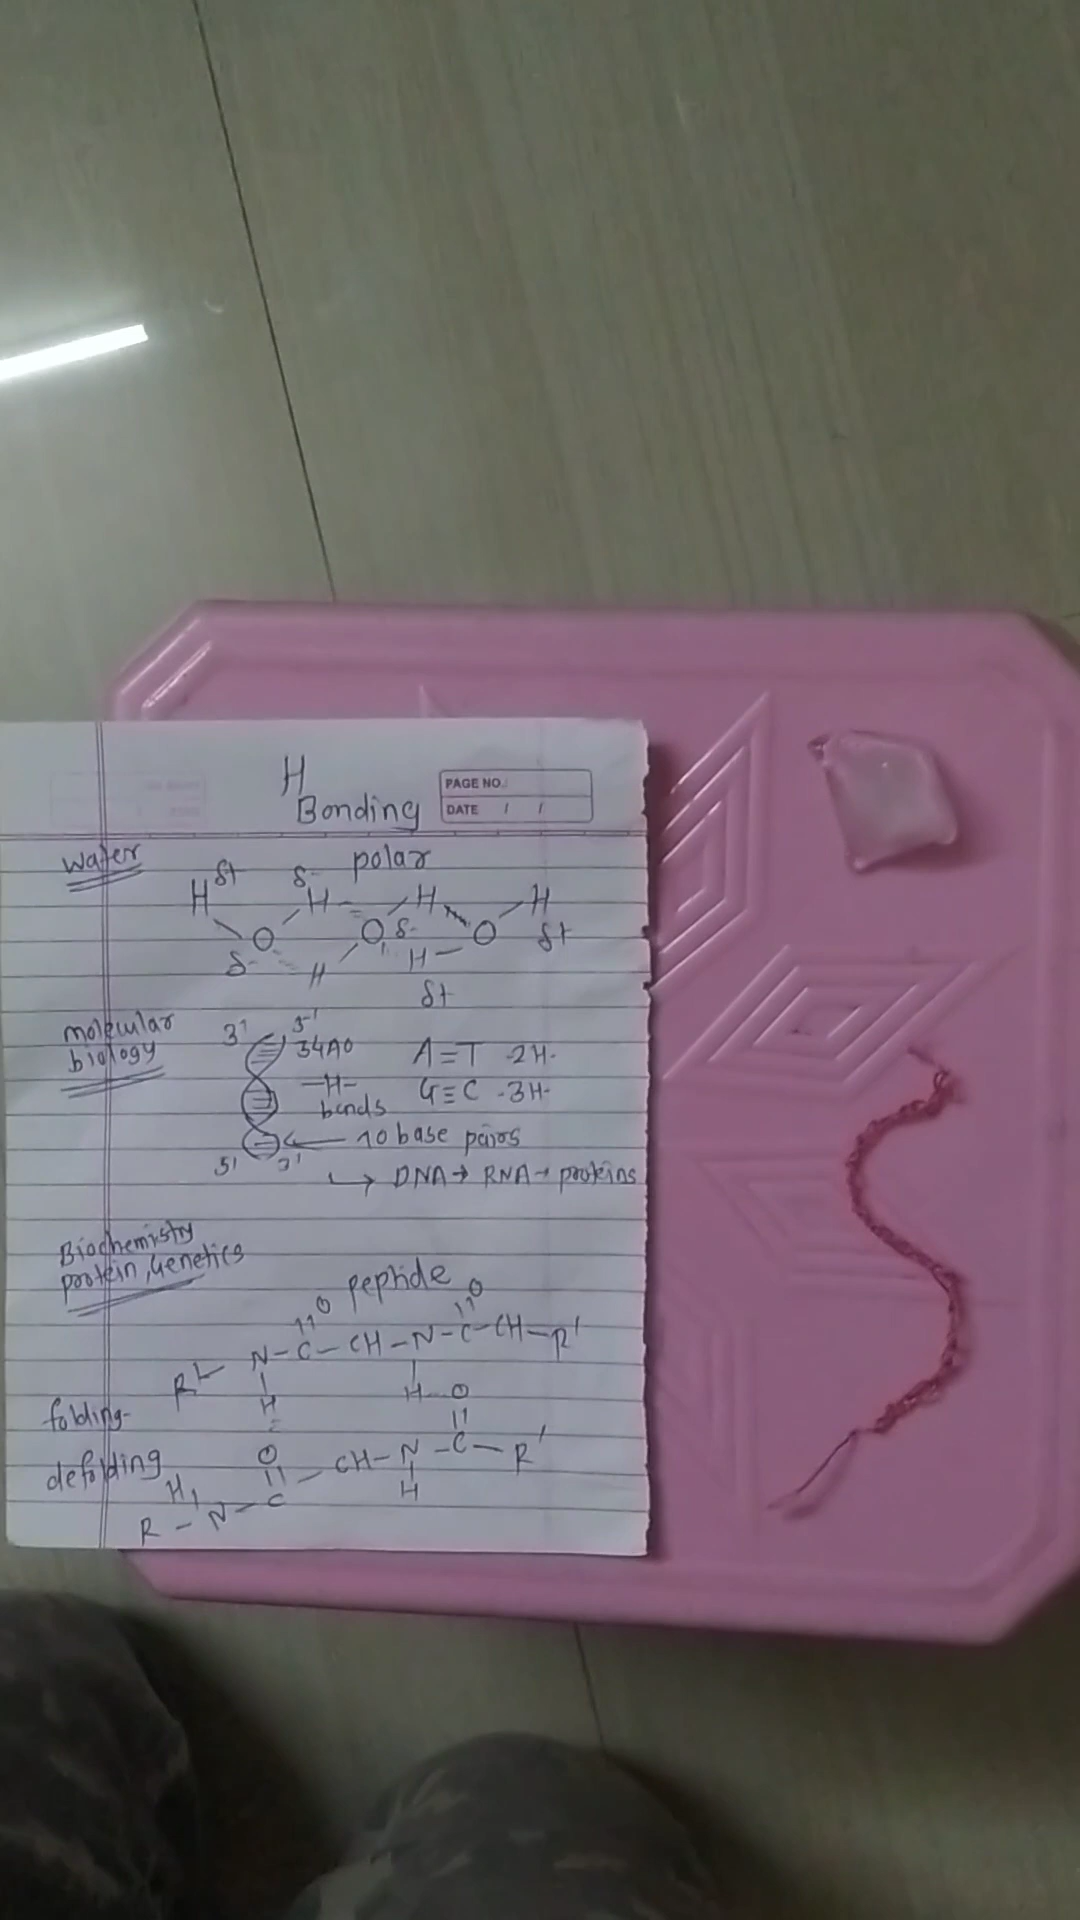 H
Bonding
PAGE NO.:
DATE / /
water
polar
H δ+ δ- H H H
O O δ- O δ+
δ- H H
δ+
molecular
biology
3' 5'
34A0 A=T -2H-
-H- G≡C -3H-
bonds
10 base pairs
5' 3'
→ DNA → RNA → proteins
Biochemistry
protein, Genetics
peptide
O O
R - N - C - CH - N - C - CH - R'
H H O
folding-
defolding
O CH - N - C - R'
H H
R - N - C